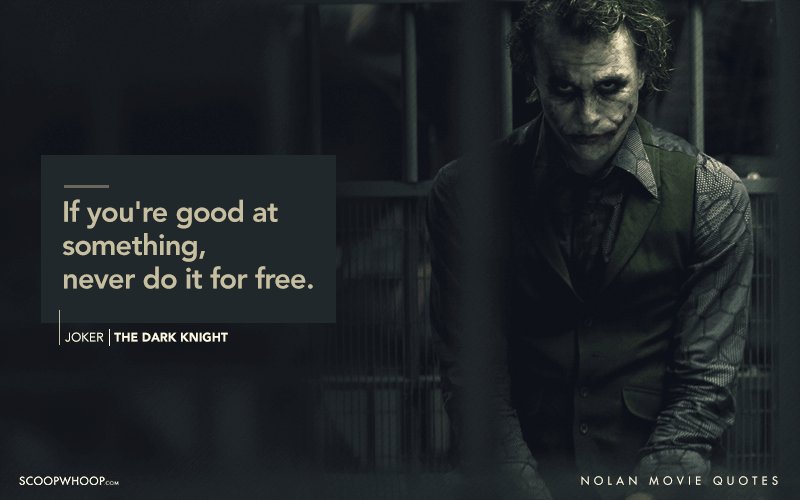 If you're good at
something,
never do it for free.
JOKER | THE DARK KNIGHT
SCOOPWHOOP.COM
NOLAN MOVIE QUOTES